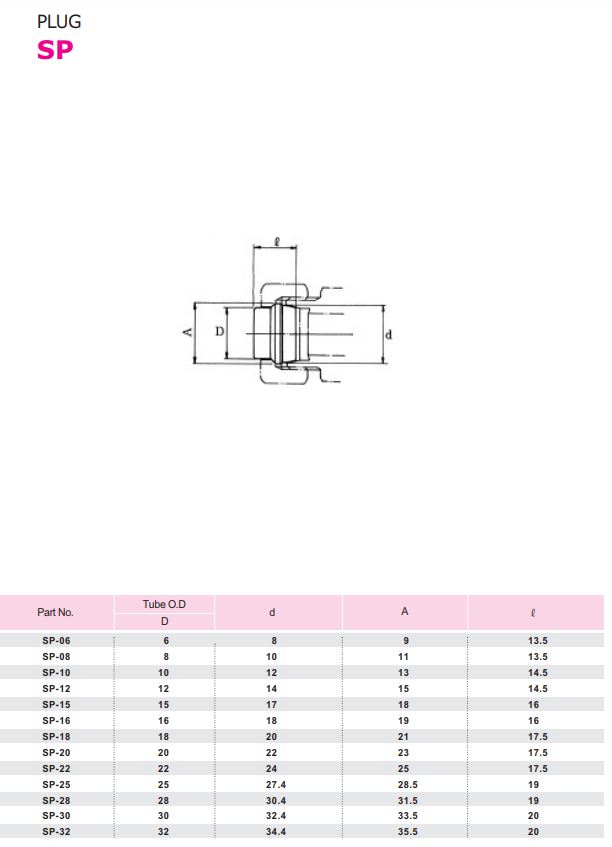 PLUG
SP
ℓ
A D d
Part No. Tube O.D d A ℓ
D
SP-06 6 8 9 13.5
SP-08 8 10 11 13.5
SP-10 10 12 13 14.5
SP-12 12 14 15 14.5
SP-15 15 17 18 16
SP-16 16 18 19 16
SP-18 18 20 21 17.5
SP-20 20 22 23 17.5
SP-22 22 24 25 17.5
SP-25 25 27.4 28.5 19
SP-28 28 30.4 31.5 19
SP-30 30 32.4 33.5 20
SP-32 32 34.4 35.5 20